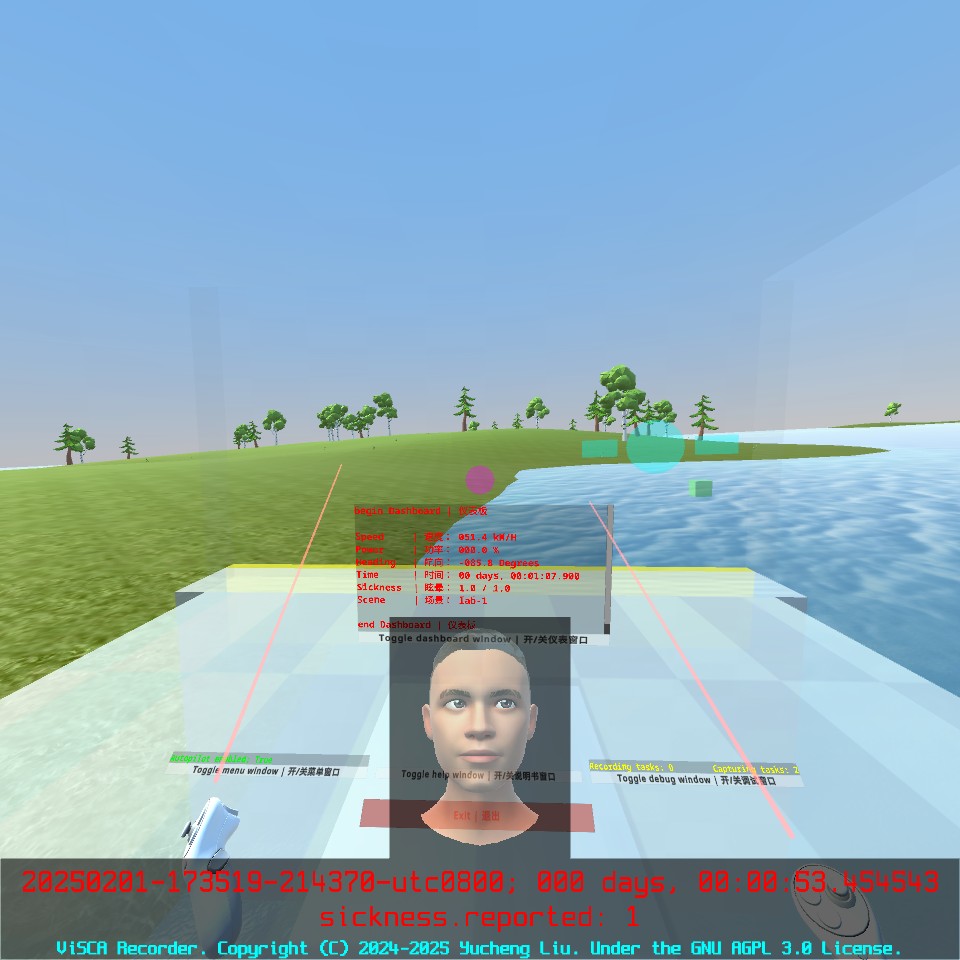 begin Dashboard | 仪表板
Speed | 速度: 051.4 kM/H
Power | 功率: 000.0 %
Heading | 航向: -085.8 Degrees
Time | 时间: 00 days, 00:01:07.900
Sickness | 眩晕: 1.0 / 1.0
Scene | 场景: lab-1
end Dashboard | 仪表板
Toggle dashboard window | 开/关仪表窗口
Autopilot enabled: True
Toggle menu window | 开/关菜单窗口
Toggle help window | 开/关说明书窗口
Recording tasks: 0 Capturing tasks: 2
Toggle debug window | 开/关调试窗口
Exit | 退出
20250201-173519-214370-utc0800; 000 days, 00:00:53.454543
sickness.reported: 1
ViSCA Recorder. Copyright (C) 2024-2025 Yucheng Liu. Under the GNU AGPL 3.0 License.